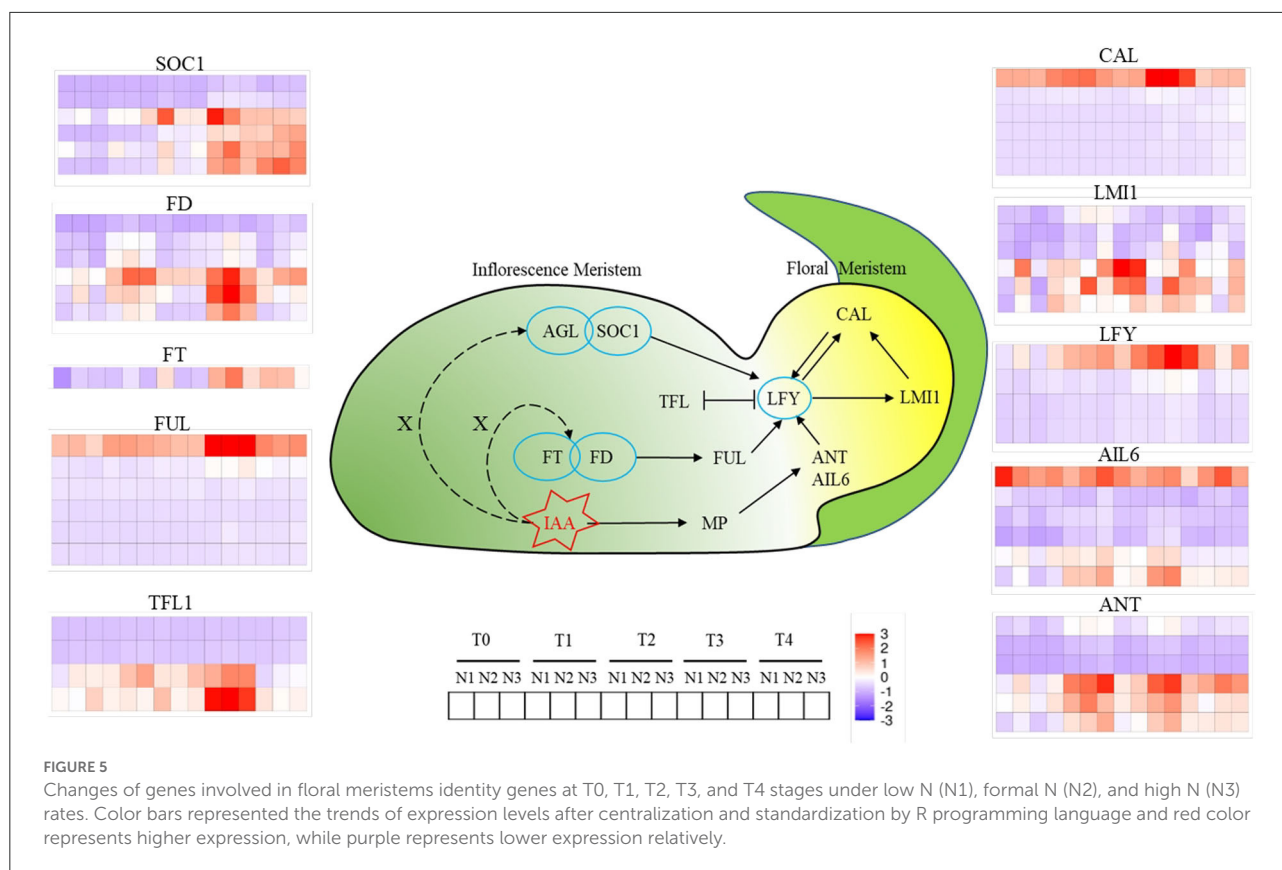 SOC1
FD
FT
FUL
TFL1
Inflorescence Meristem
Floral Meristem
AGL SOC1
CAL
TFL
LFY
LMI1
X
X
FT FD
FUL
ANT
AIL6
IAA
MP
T0 T1 T2 T3 T4
N1 N2 N3 N1 N2 N3 N1 N2 N3 N1 N2 N3 N1 N2 N3
3
2
1
0
-1
-2
-3
CAL
LMI1
LFY
AIL6
ANT
FIGURE 5
Changes of genes involved in floral meristems identity genes at T0, T1, T2, T3, and T4 stages under low N (N1), formal N (N2), and high N (N3)
rates. Color bars represented the trends of expression levels after centralization and standardization by R programming language and red color
represents higher expression, while purple represents lower expression relatively.